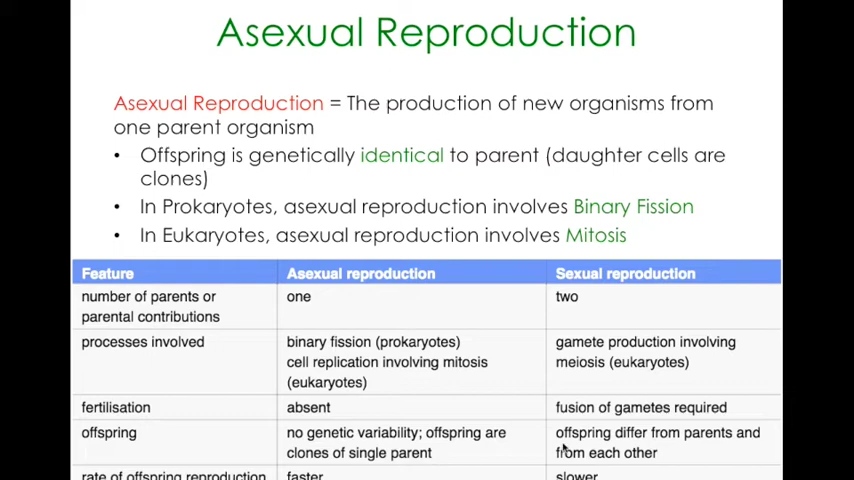 Asexual Reproduction
Asexual Reproduction = The production of new organisms from
one parent organism
• Offspring is genetically identical to parent (daughter cells are
clones)
• In Prokaryotes, asexual reproduction involves Binary Fission
• In Eukaryotes, asexual reproduction involves Mitosis
Feature Asexual reproduction Sexual reproduction
number of parents or one two
parental contributions
processes involved binary fission (prokaryotes) gamete production involving
cell replication involving mitosis meiosis (eukaryotes)
(eukaryotes)
fertilisation absent fusion of gametes required
offspring no genetic variability; offspring are offspring differ from parents and
clones of single parent from each other
rate of offspring reproduction faster slower